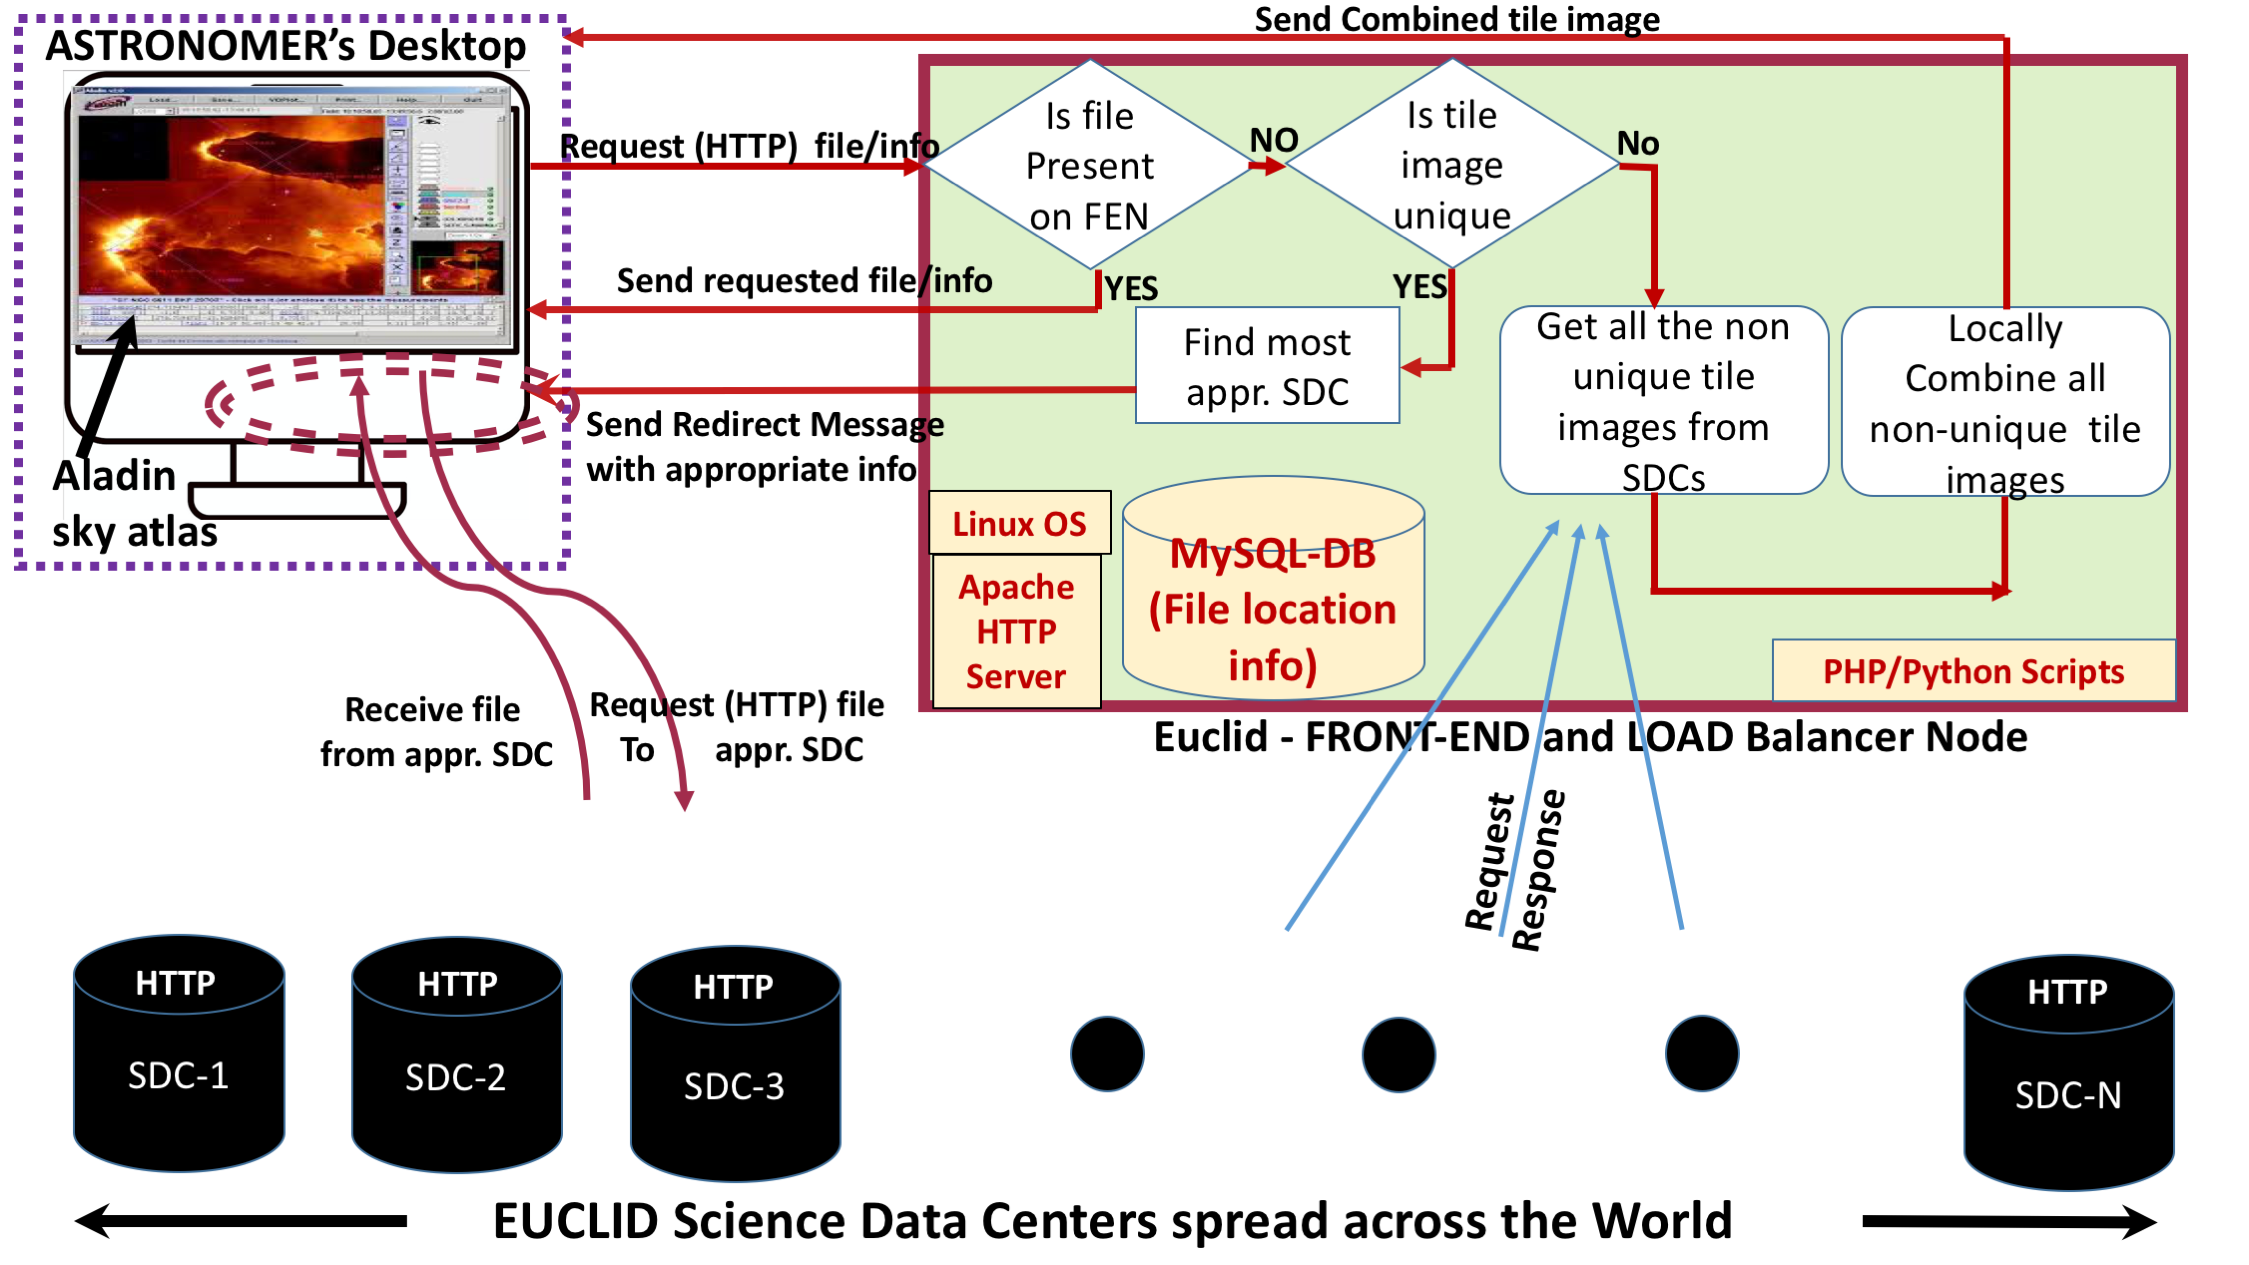 Send Combined tile image
ASTRONOMER’s Desktop
Load...
Save...
Print...
Help...
Quit
Request (HTTP)  file/info
Is file
Present
on FEN
NO
Is tile
image
unique
No
Send requested file/info
YES
YES
Find most
appr. SDC
Get all the non
unique tile
images from
SDCs
Locally
Combine all
non-unique  tile
images
Send Redirect Message
with appropriate info
Aladin
sky atlas
Linux OS
Apache
HTTP
Server
MySQL-DB
(File location
info)
PHP/Python Scripts
Euclid - FRONT-END and LOAD Balancer Node
Receive file
from appr. SDC
Request (HTTP) file
To appr. SDC
Request
Response
HTTP
SDC-1
HTTP
SDC-2
HTTP
SDC-3
HTTP
SDC-N
EUCLID Science Data Centers spread across the World